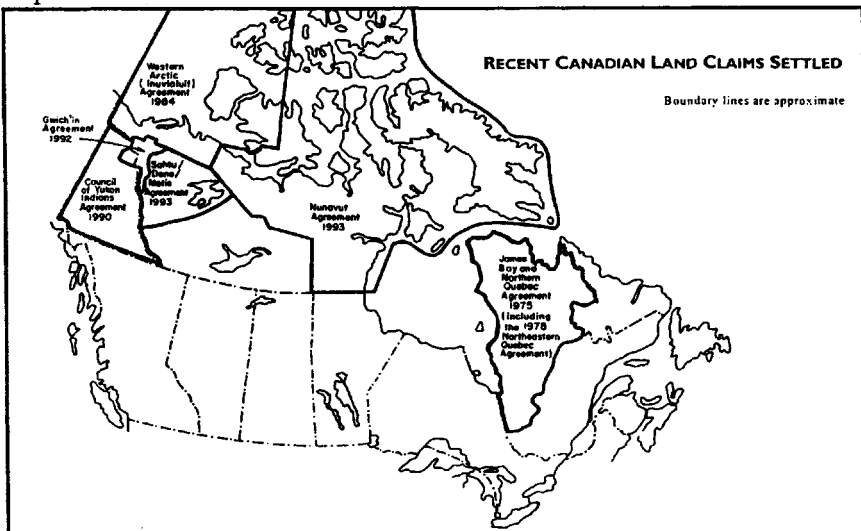 RECENT CANADIAN LAND CLAIMS SETTLED
Boundary lines are approximate
Western
Arctic
(Inuvialuit)
Agreement
1984
Gwich'in
Agreement
1992
Sahtu/
Dene/
Metis
Agreement
1993
Council
of Yukon
Indians
Agreement
1990
Nunavut
Agreement
1993
James
Bay and
Northern
Quebec
Agreement
1975
(including
the 1978
Northeastern
Quebec
Agreement)